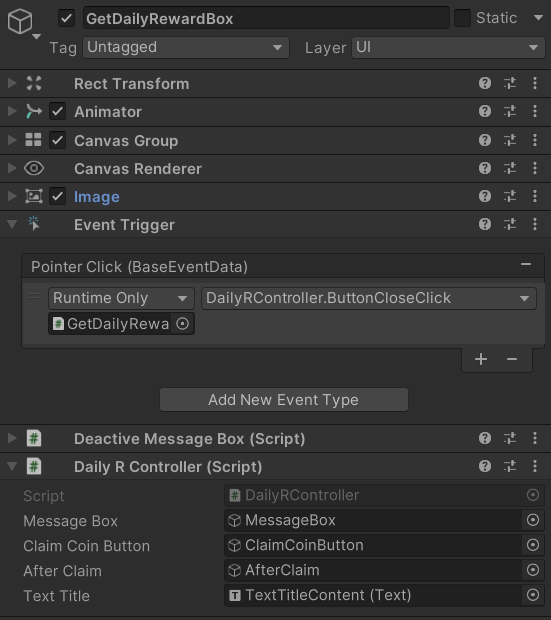 GetDailyRewardBox Static
Tag Untagged Layer UI
Rect Transform
Animator
Canvas Group
Canvas Renderer
Image
Event Trigger
Pointer Click (BaseEventData)
Runtime Only DailyRController.ButtonCloseClick
GetDailyRewa
Add New Event Type
Deactive Message Box (Script)
Daily R Controller (Script)
Script DailyRController
Message Box MessageBox
Claim Coin Button ClaimCoinButton
After Claim AfterClaim
Text Title TextTitleContent (Text)